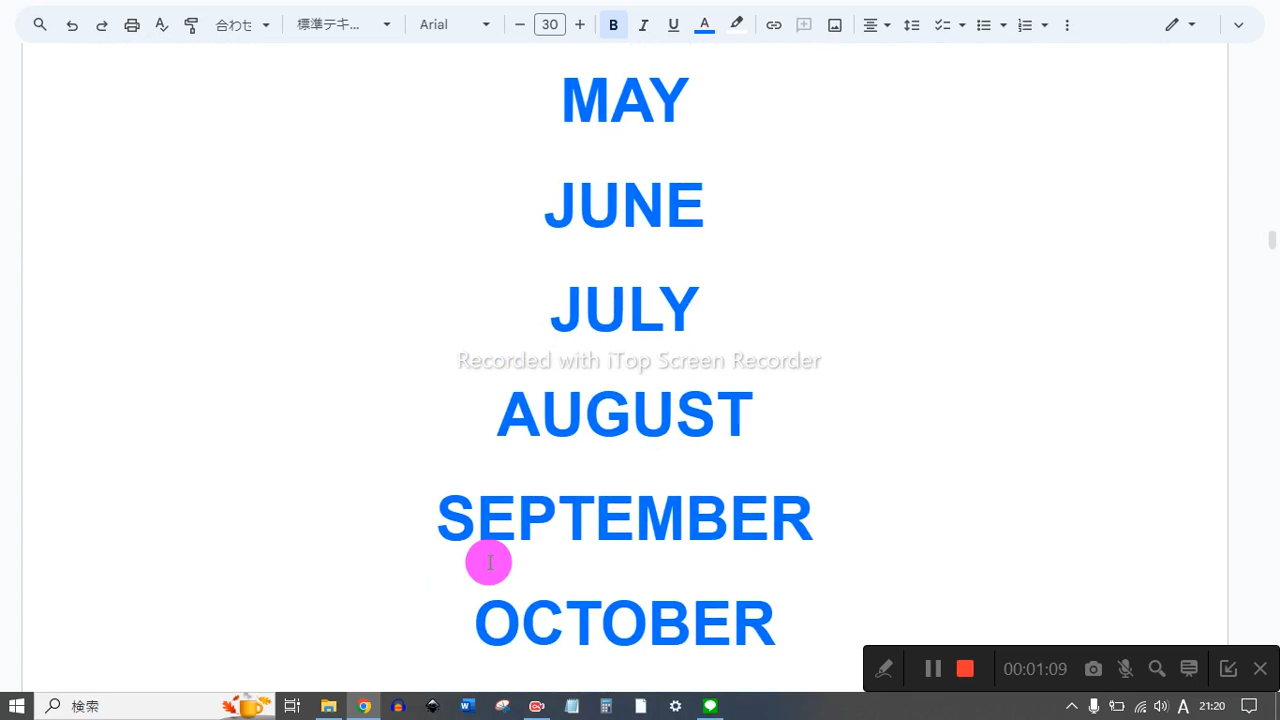 合わせ 標準テキ... Arial 30 B I U A
MAY
JUNE
JULY
Recorded with iTop Screen Recorder
AUGUST
SEPTEMBER
OCTOBER
00:01:09
検索 A 21:20